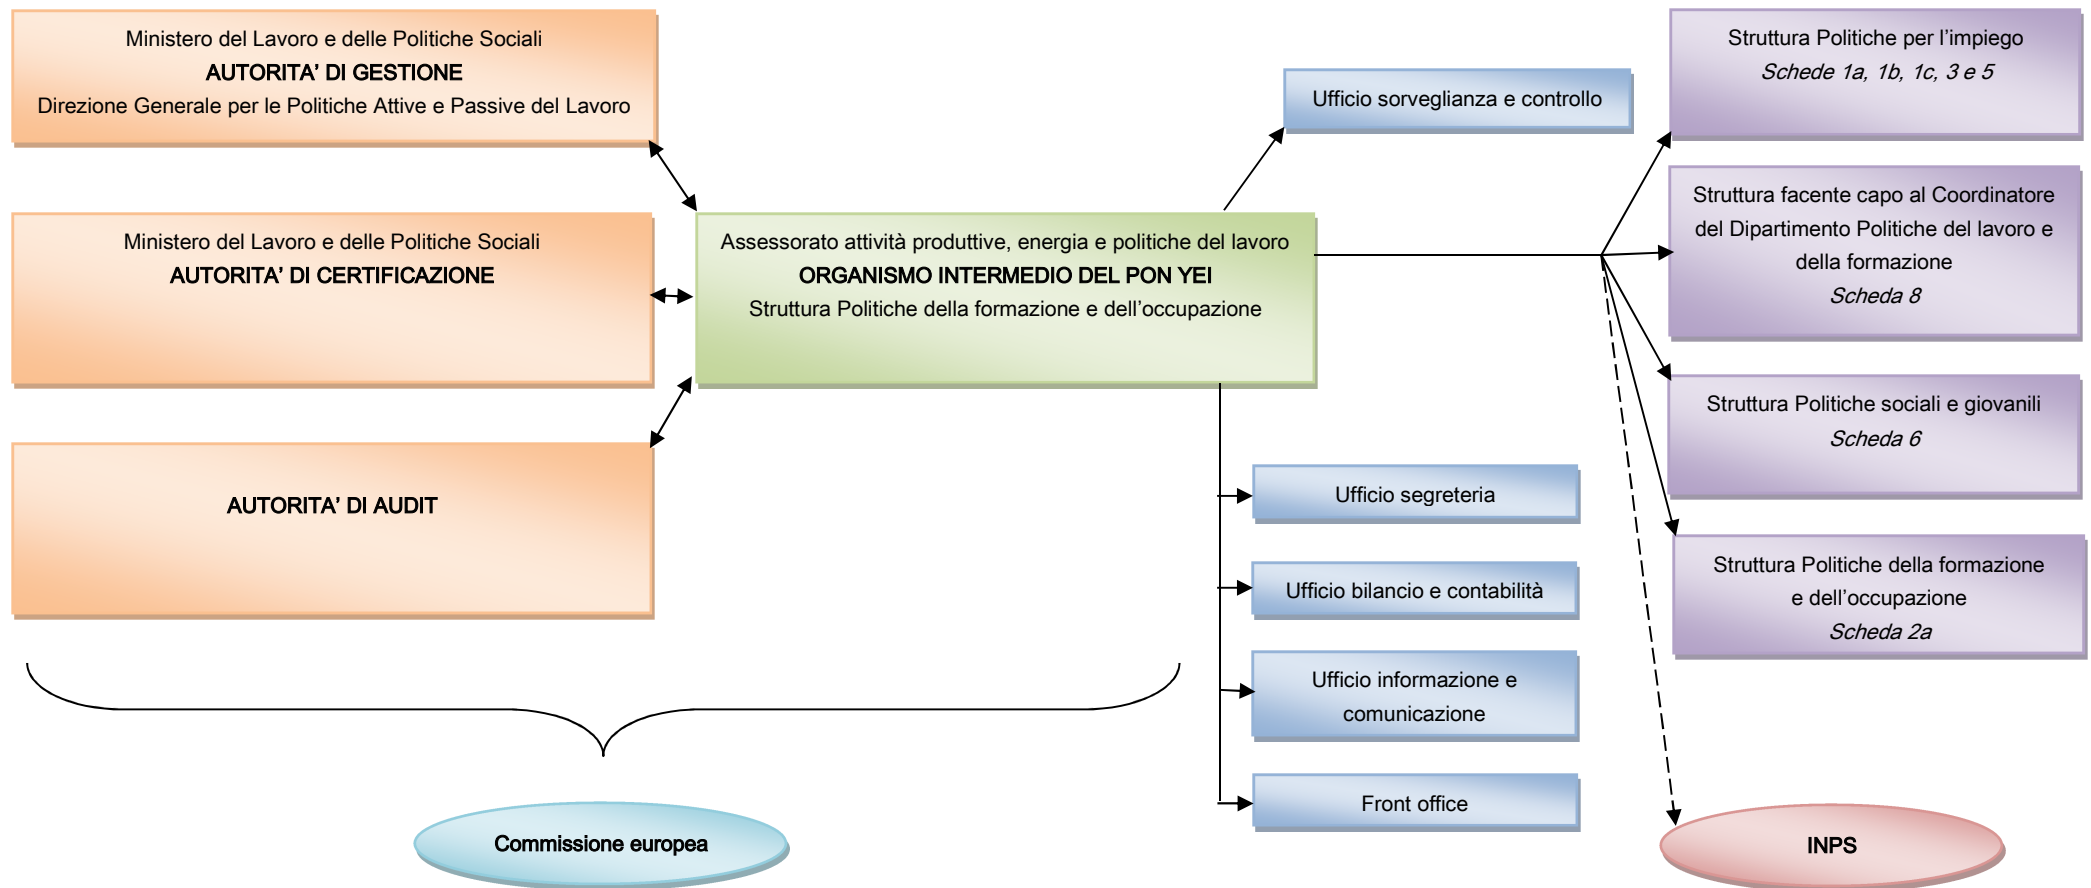 Ministero del Lavoro e delle Politiche Sociali
AUTORITA' DI GESTIONE
Direzione Generale per le Politiche Attive e Passive del Lavoro
Ministero del Lavoro e delle Politiche Sociali
AUTORITA' DI CERTIFICAZIONE
AUTORITA' DI AUDIT
Commissione europea
Assessorato attività produttive, energia e politiche del lavoro
ORGANISMO INTERMEDIO DEL PON YEI
Struttura Politiche della formazione e dell'occupazione
Ufficio sorveglianza e controllo
Ufficio segreteria
Ufficio bilancio e contabilità
Ufficio informazione e
comunicazione
Front office
Struttura Politiche per l'impiego
Schede 1a, 1b, 1c, 3 e 5
Struttura facente capo al Coordinatore
del Dipartimento Politiche del lavoro e
della formazione
Scheda 8
Struttura Politiche sociali e giovanili
Scheda 6
Struttura Politiche della formazione
e dell'occupazione
Scheda 2a
INPS